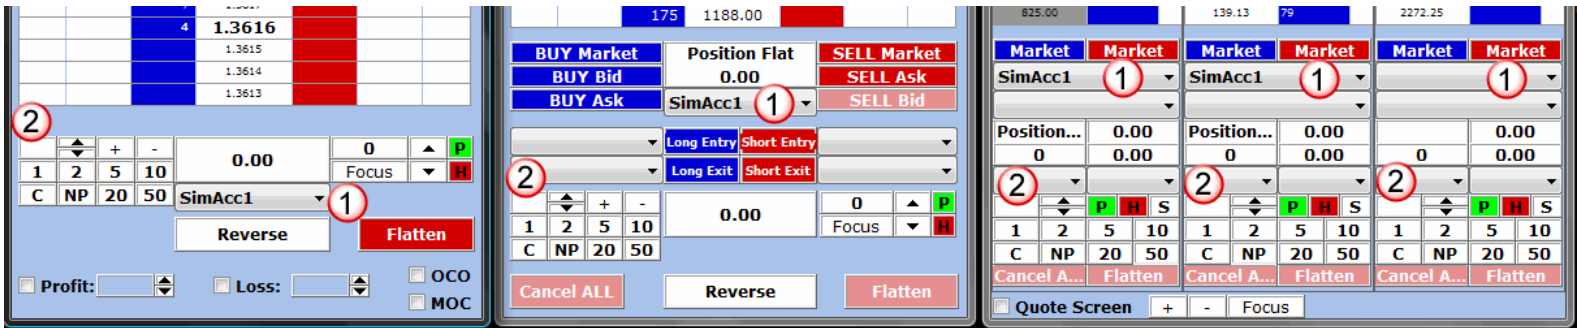 4 1.3616
1.3615
1.3614
1.3613
2
+ - 0.00 0 P
1 2 5 10 Focus H
C NP 20 50 SimAcc1 1
Reverse Flatten
Profit: Loss: OCO
MOC
175 1188.00
BUY Market Position Flat SELL Market
BUY Bid 0.00 SELL Ask
BUY Ask SimAcc1 1 SELL Bid
Long Entry Short Entry
2 Long Exit Short Exit
+ - 0.00 0 P
1 2 5 10 Focus H
C NP 20 50
Cancel ALL Reverse Flatten
825.00 139.13 79 2272.25
Market Market Market Market Market Market
SimAcc1 1 SimAcc1 1 1
Positio... 0.00 Positio... 0.00 0.00
0 0.00 0 0.00 0 0.00
2 2 2
P H S P H S P H S
1 2 5 10 1 2 5 10 1 2 5 10
C NP 20 50 C NP 20 50 C NP 20 50
Cancel A... Flatten Cancel A... Flatten Cancel A... Flatten
Quote Screen + - Focus